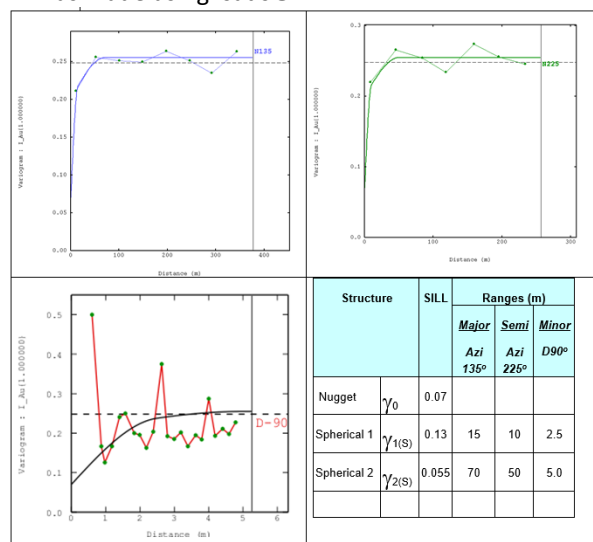 Variogram : I_Au(1.000000)
0.25
0.20
0.15
0.10
0.05
0.00
N135
0 100 200 300 400
Distance (m)
Variogram : I_Au(1.000000)
0.3
0.2
0.1
0.0
N225
0 100 200 300
Distance (m)
Variogram : I_Au(1.000000)
0.5
0.4
0.3
0.2
0.1
0.0
D-90
0 1 2 3 4 5 6
Distance (m)
Structure SILL Ranges (m)
Major Semi Minor
Azi Azi D90º
135º 225º
Nugget γ0 0.07
Spherical 1 γ1(S) 0.13 15 10 2.5
Spherical 2 γ2(S) 0.055 70 50 5.0